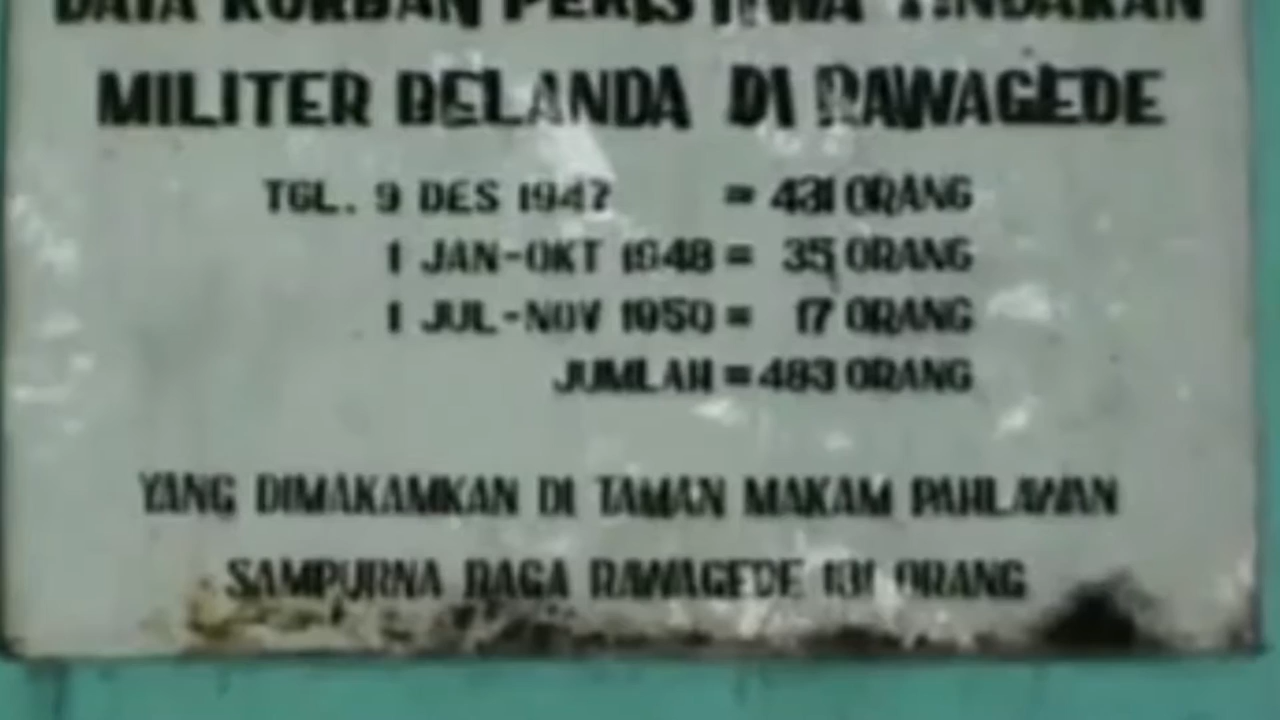 DATA KORBAN PERISTIWA TINDAKAN
MILITER BELANDA DI RAWAGEDE
TGL. 9 DES 1947 = 431 ORANG
1 JAN-OKT 1948 = 35 ORANG
1 JUL-NOV 1950 = 17 ORANG
JUMLAH = 483 ORANG
YANG DIMAKAMKAN DI TAMAN MAKAM PAHLAWAN
SAMPURNA RAGA RAWAGEDE 181 ORANG